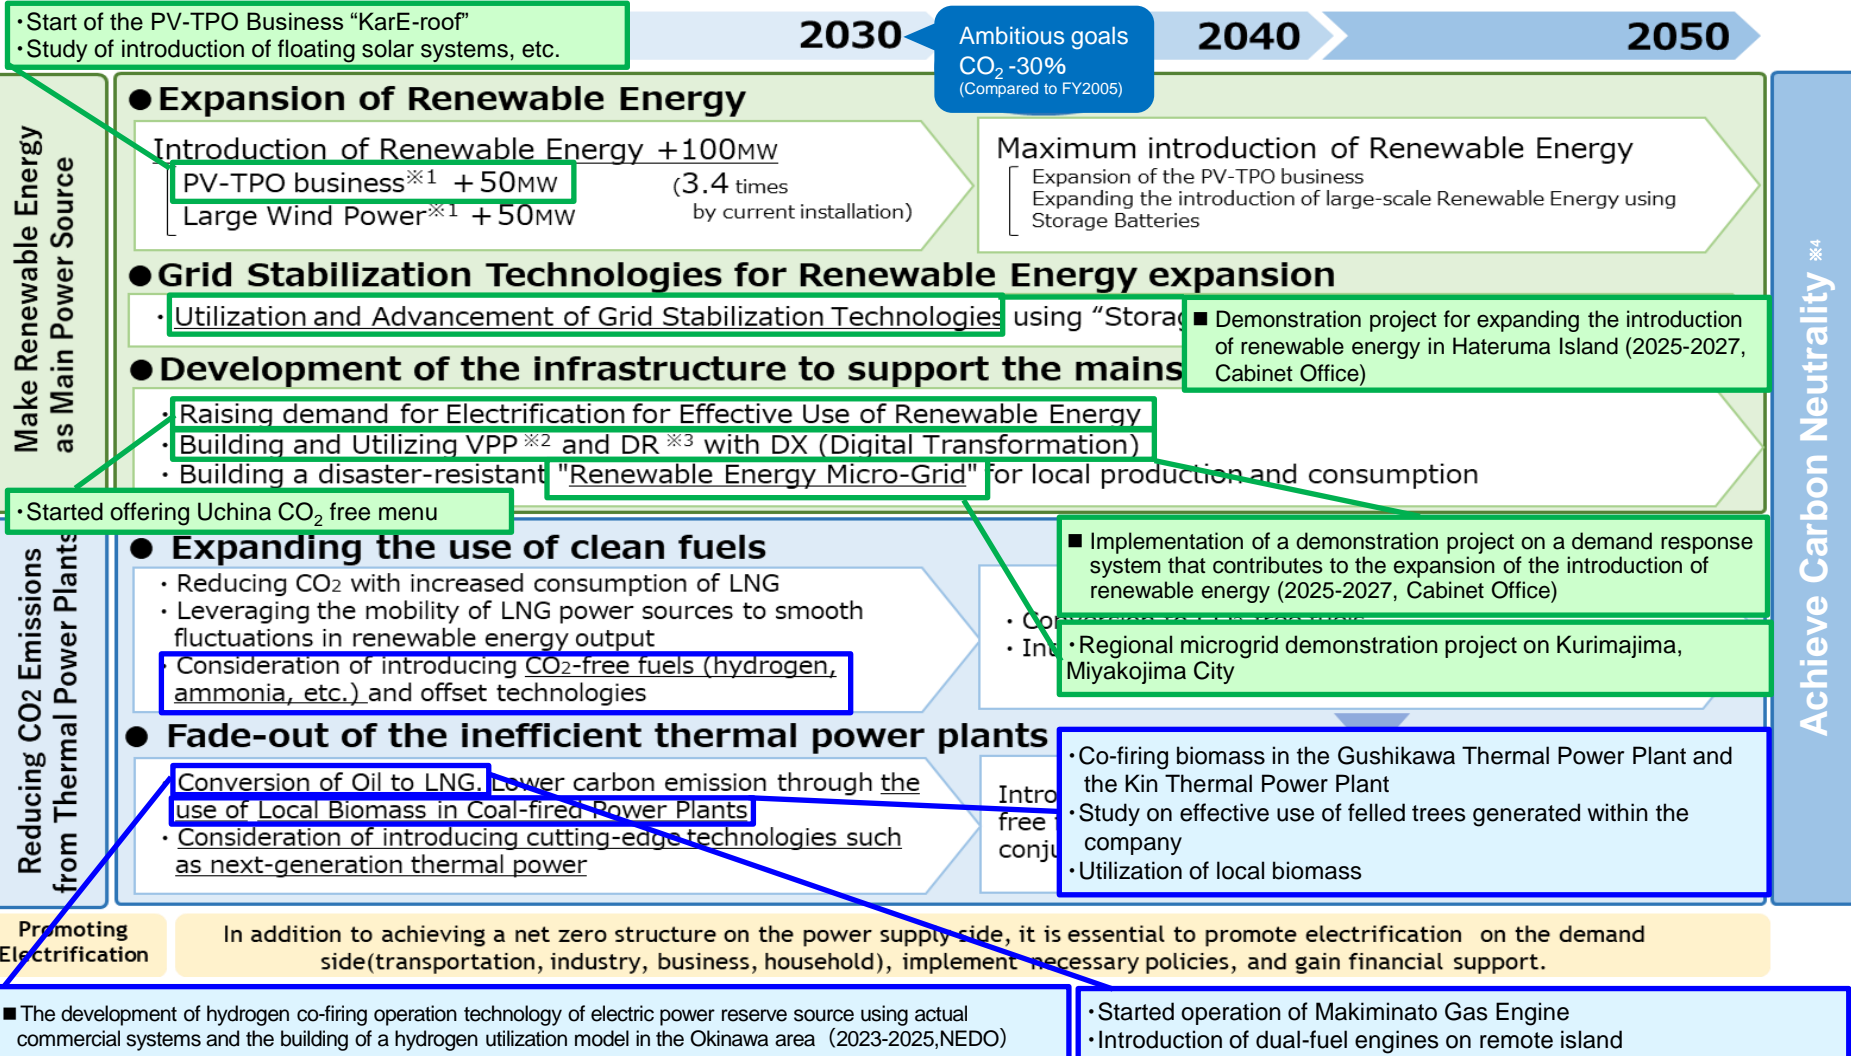 ・Start of the PV-TPO Business “KarE-roof”
・Study of introduction of floating solar systems, etc.
2030
Ambitious goals
CO₂ -30%
(Compared to FY2005)
2040
2050
Make Renewable Energy
as Main Power Source
●Expansion of Renewable Energy
Introduction of Renewable Energy +100MW
PV-TPO business※1 +50MW
Large Wind Power※1 +50MW
(3.4 times
by current installation)
Maximum introduction of Renewable Energy
Expansion of the PV-TPO business
Expanding the introduction of large-scale Renewable Energy using
Storage Batteries
●Grid Stabilization Technologies for Renewable Energy expansion
・Utilization and Advancement of Grid Stabilization Technologies using “Storag
■ Demonstration project for expanding the introduction
of renewable energy in Hateruma Island (2025-2027,
Cabinet Office)
●Development of the infrastructure to support the mains
・Raising demand for Electrification for Effective Use of Renewable Energy
・Building and Utilizing VPP※2 and DR※3 with DX (Digital Transformation)
・Building a disaster-resistant "Renewable Energy Micro-Grid" for local production and consumption
・Started offering Uchina CO₂ free menu
Reducing CO2 Emissions
from Thermal Power Plants
● Expanding the use of clean fuels
・Reducing CO2 with increased consumption of LNG
・Leveraging the mobility of LNG power sources to smooth
fluctuations in renewable energy output
・Consideration of introducing CO2-free fuels (hydrogen,
ammonia, etc.) and offset technologies
■ Implementation of a demonstration project on a demand response
system that contributes to the expansion of the introduction of
renewable energy (2025-2027, Cabinet Office)
・Regional microgrid demonstration project on Kurimajima,
Miyakojima City
● Fade-out of the inefficient thermal power plants
Conversion of Oil to LNG. Lower carbon emission through the
use of Local Biomass in Coal-fired Power Plants
・Consideration of introducing cutting-edge technologies such
as next-generation thermal power
Intro
free
conju
・Co-firing biomass in the Gushikawa Thermal Power Plant and
the Kin Thermal Power Plant
・Study on effective use of felled trees generated within the
company
・Utilization of local biomass
Achieve Carbon Neutrality ※4
Promoting
Electrification
In addition to achieving a net zero structure on the power supply side, it is essential to promote electrification on the demand
side(transportation, industry, business, household), implement necessary policies, and gain financial support.
■ The development of hydrogen co-firing operation technology of electric power reserve source using actual
commercial systems and the building of a hydrogen utilization model in the Okinawa area（2023-2025,NEDO）
・Started operation of Makiminato Gas Engine
・Introduction of dual-fuel engines on remote island